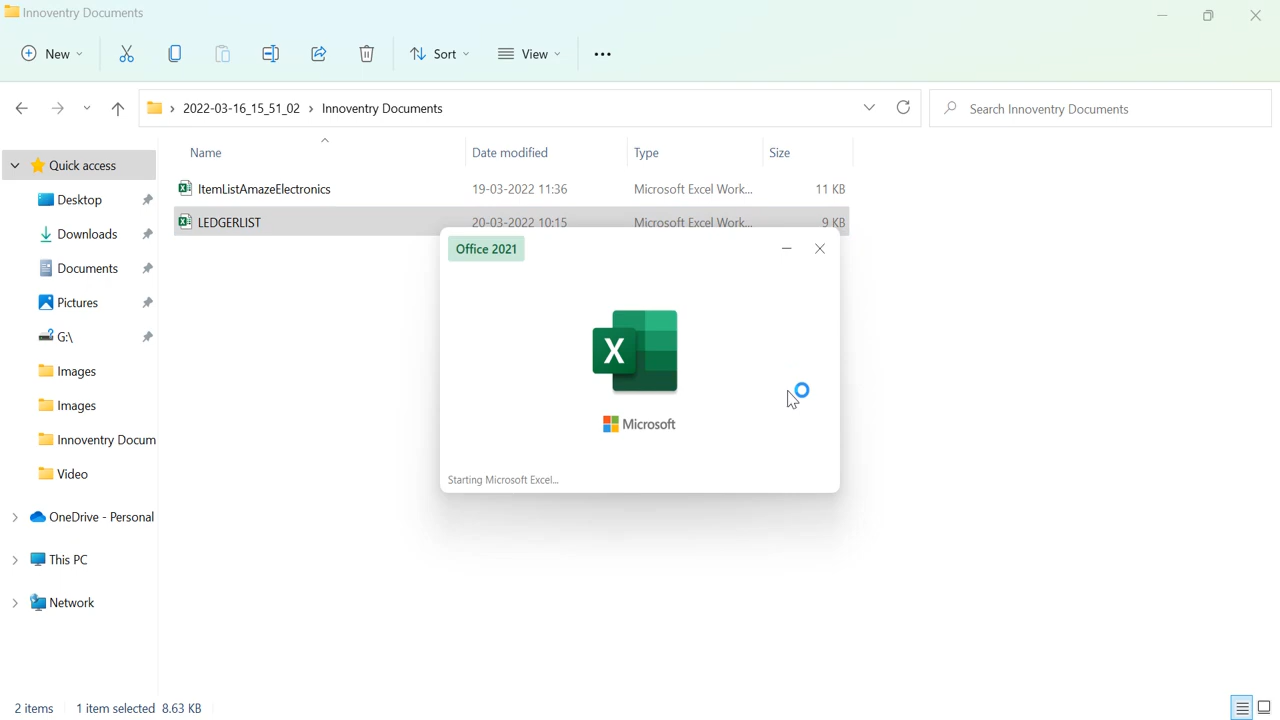 Innoventry Documents
New
Sort
View
2022-03-16_15_51_02 > Innoventry Documents
Search Innoventry Documents
Name Date modified Type Size
Quick access
ItemListAmazeElectronics 19-03-2022 11:36 Microsoft Excel Work... 11 KB
Desktop
LEDGERLIST 20-03-2022 10:15 Microsoft Excel Work... 9 KB
Downloads
Office 2021
Documents
Pictures
G:\
X
Images
Images
Microsoft
Innoventry Docum
Video
Starting Microsoft Excel...
OneDrive - Personal
This PC
Network
2 items 1 item selected 8.63 KB